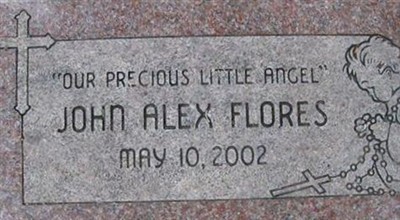 "OUR PRECIOUS LITTLE ANGEL"
JOHN ALEX FLORES
MAY 10, 2002